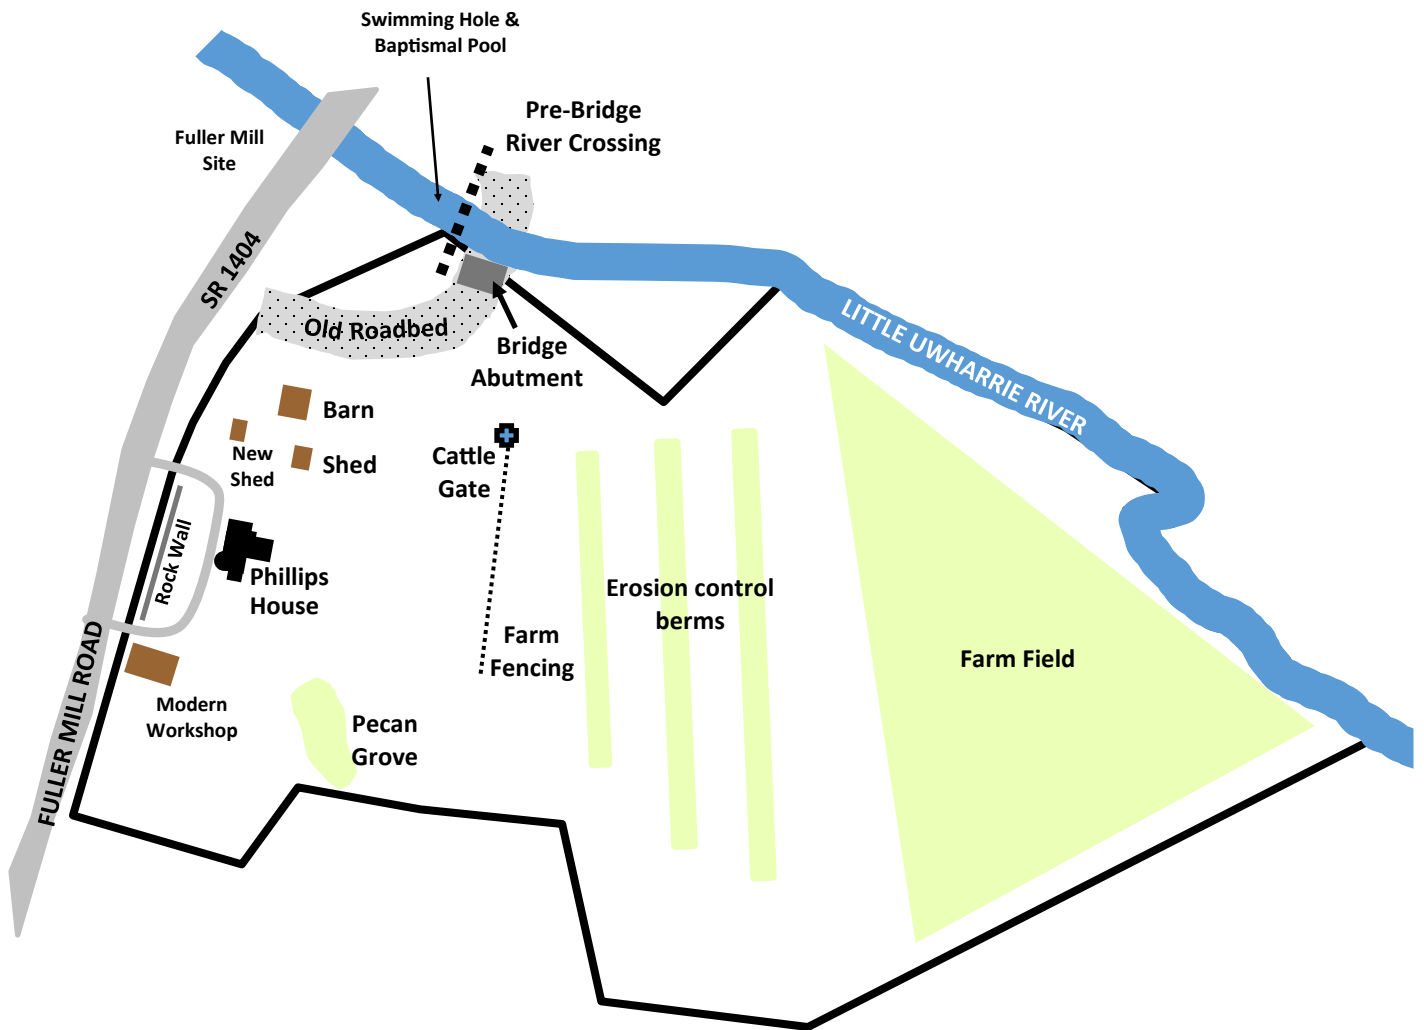 Swimming Hole &
Baptismal Pool
Pre-Bridge
River Crossing
Fuller Mill
Site
SR 1404
Old Roadbed
Bridge
Abutment
LITTLE UWHARRIE RIVER
Barn
New
Shed
Shed
Cattle
Gate
Rock Wall
Phillips
House
Erosion control
berms
Farm
Fencing
Farm Field
FULLER MILL ROAD
Modern
Workshop
Pecan
Grove